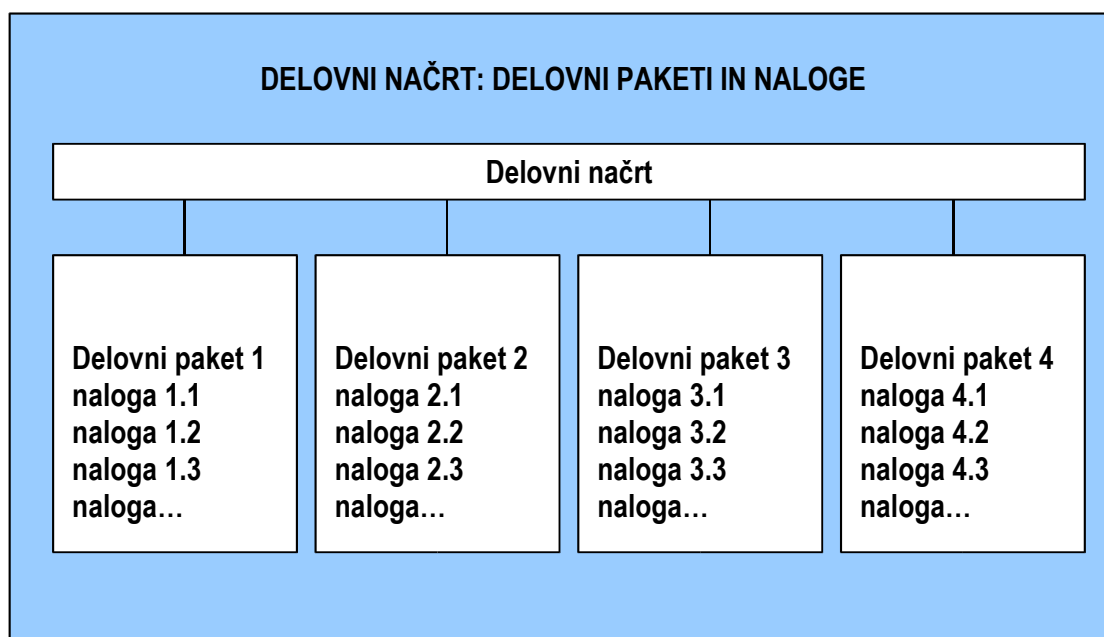 DELOVNI NAČRT: DELOVNI PAKETI IN NALOGE
Delovni načrt
Delovni paket 1
naloga 1.1
naloga 1.2
naloga 1.3
naloga…
Delovni paket 2
naloga 2.1
naloga 2.2
naloga 2.3
naloga…
Delovni paket 3
naloga 3.1
naloga 3.2
naloga 3.3
naloga…
Delovni paket 4
naloga 4.1
naloga 4.2
naloga 4.3
naloga…